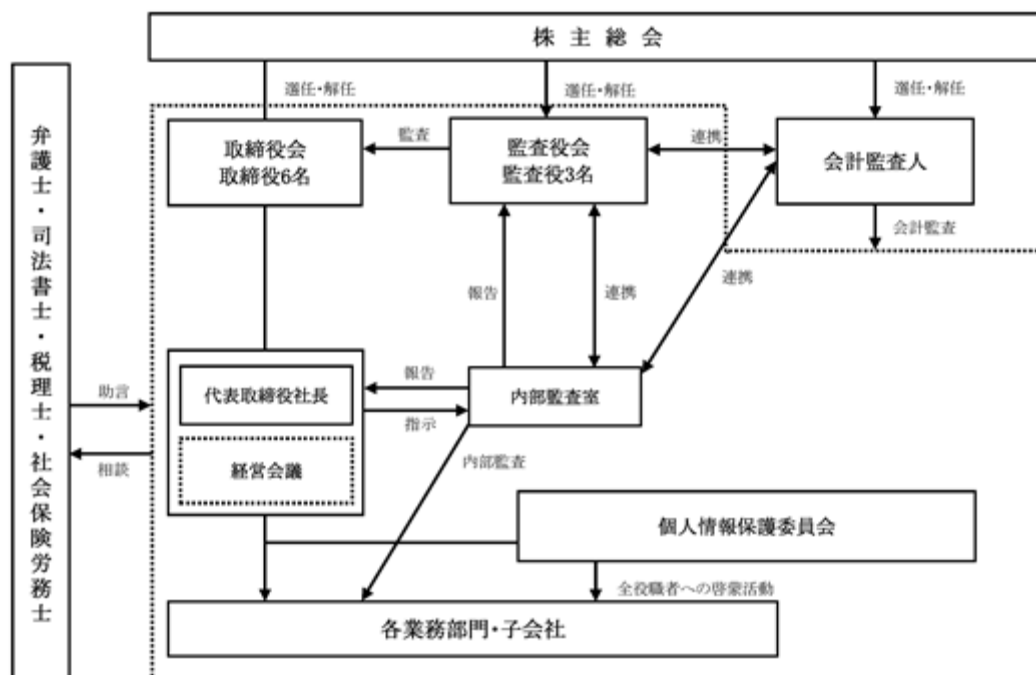 株主総会
選任・解任
選任・解任
選任・解任
弁護士・司法書士・税理士・社会保険労務士
取締役会
取締役6名
監査
監査役会
監査役3名
連携
会計監査人
会計監査
報告
連携
連携
代表取締役社長
報告
指示
内部監査室
助言
相談
経営会議
内部監査
個人情報保護委員会
全役職者への啓蒙活動
各業務部門・子会社